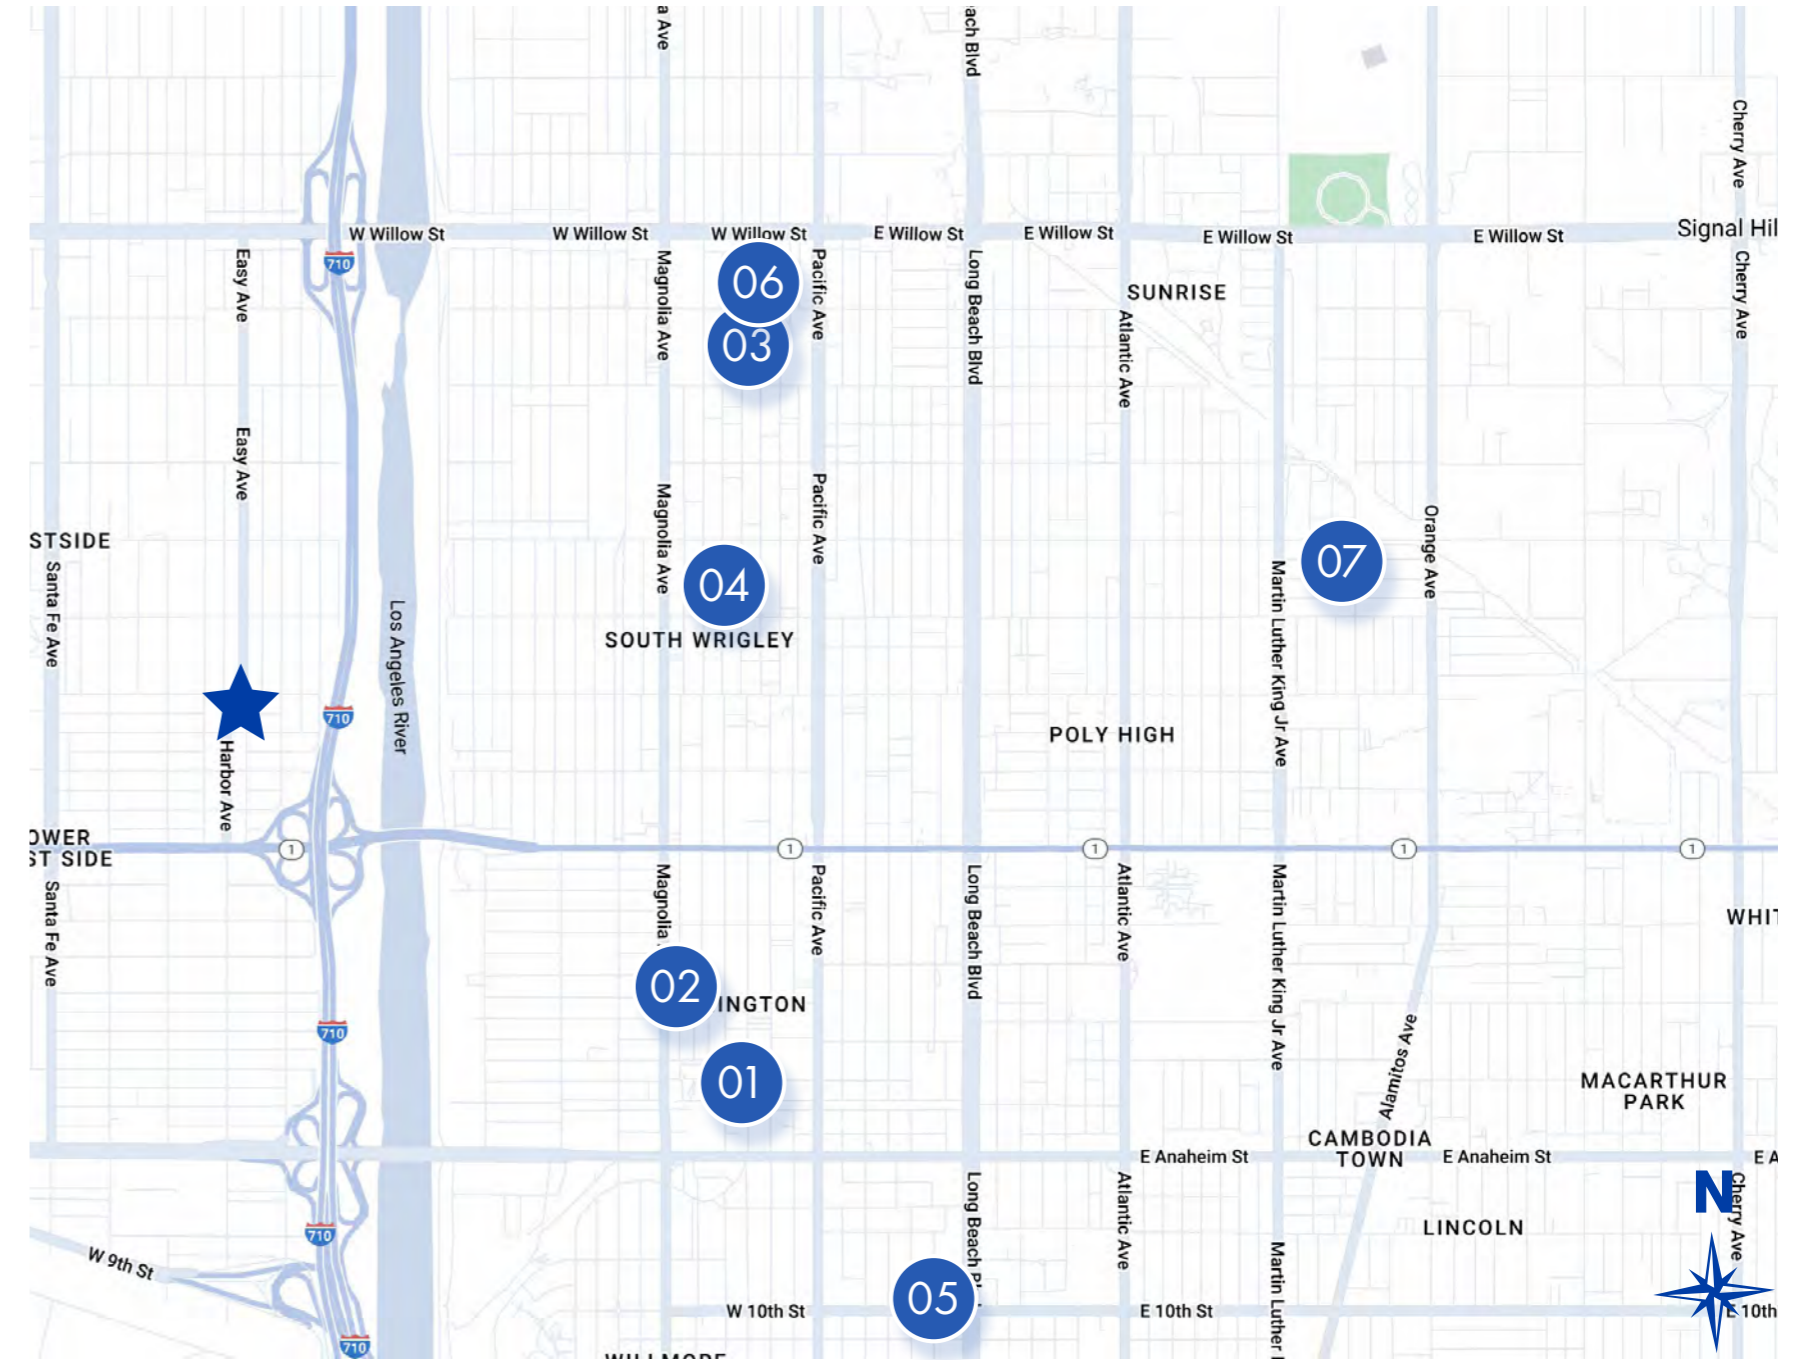 a Ave
ach Blvd
Cherry Ave
W Willow St
W Willow St
W Willow St
E Willow St
E Willow St
E Willow St
E Willow St
Signal Hil
Easy Ave
710
Magnolia Ave
06
Pacific Ave
Long Beach Blvd
SUNRISE
Cherry Ave
03
Atlantic Ave
Easy Ave
Magnolia Ave
Pacific Ave
Orange Ave
STSIDE
Santa Fe Ave
04
07
Martin Luther King Jr Ave
Los Angeles River
SOUTH WRIGLEY
710
Harbor Ave
POLY HIGH
OWER
ST SIDE
1
1
1
1
1
Santa Fe Ave
Magnolia
Pacific Ave
Long Beach Blvd
Atlantic Ave
Martin Luther King Jr Ave
WHIT
02
INGTON
710
Alamitos Ave
01
MACARTHUR
PARK
CAMBODIA
TOWN
E Anaheim St
E Anaheim St
E A
N
Cherry Ave
Long Beach
Atlantic Ave
LINCOLN
710
W 9th St
Martin Luther
05
W 10th St
E 10th St
E 10th
710
WILLMORE